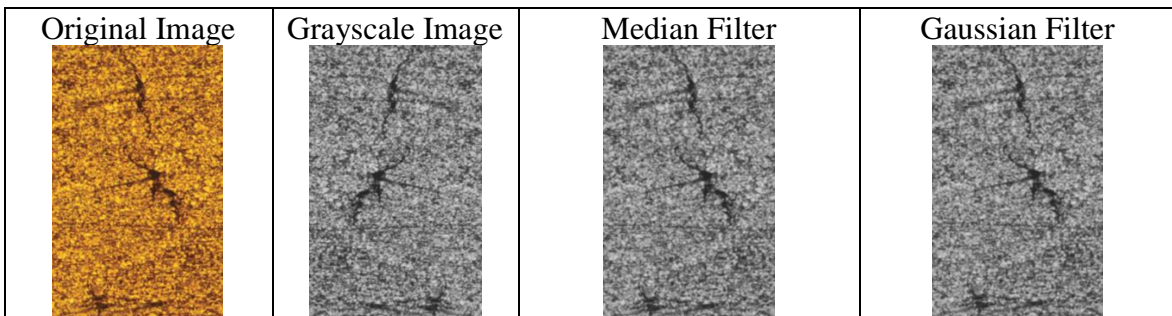 Original Image
Grayscale Image
Median Filter
Gaussian Filter